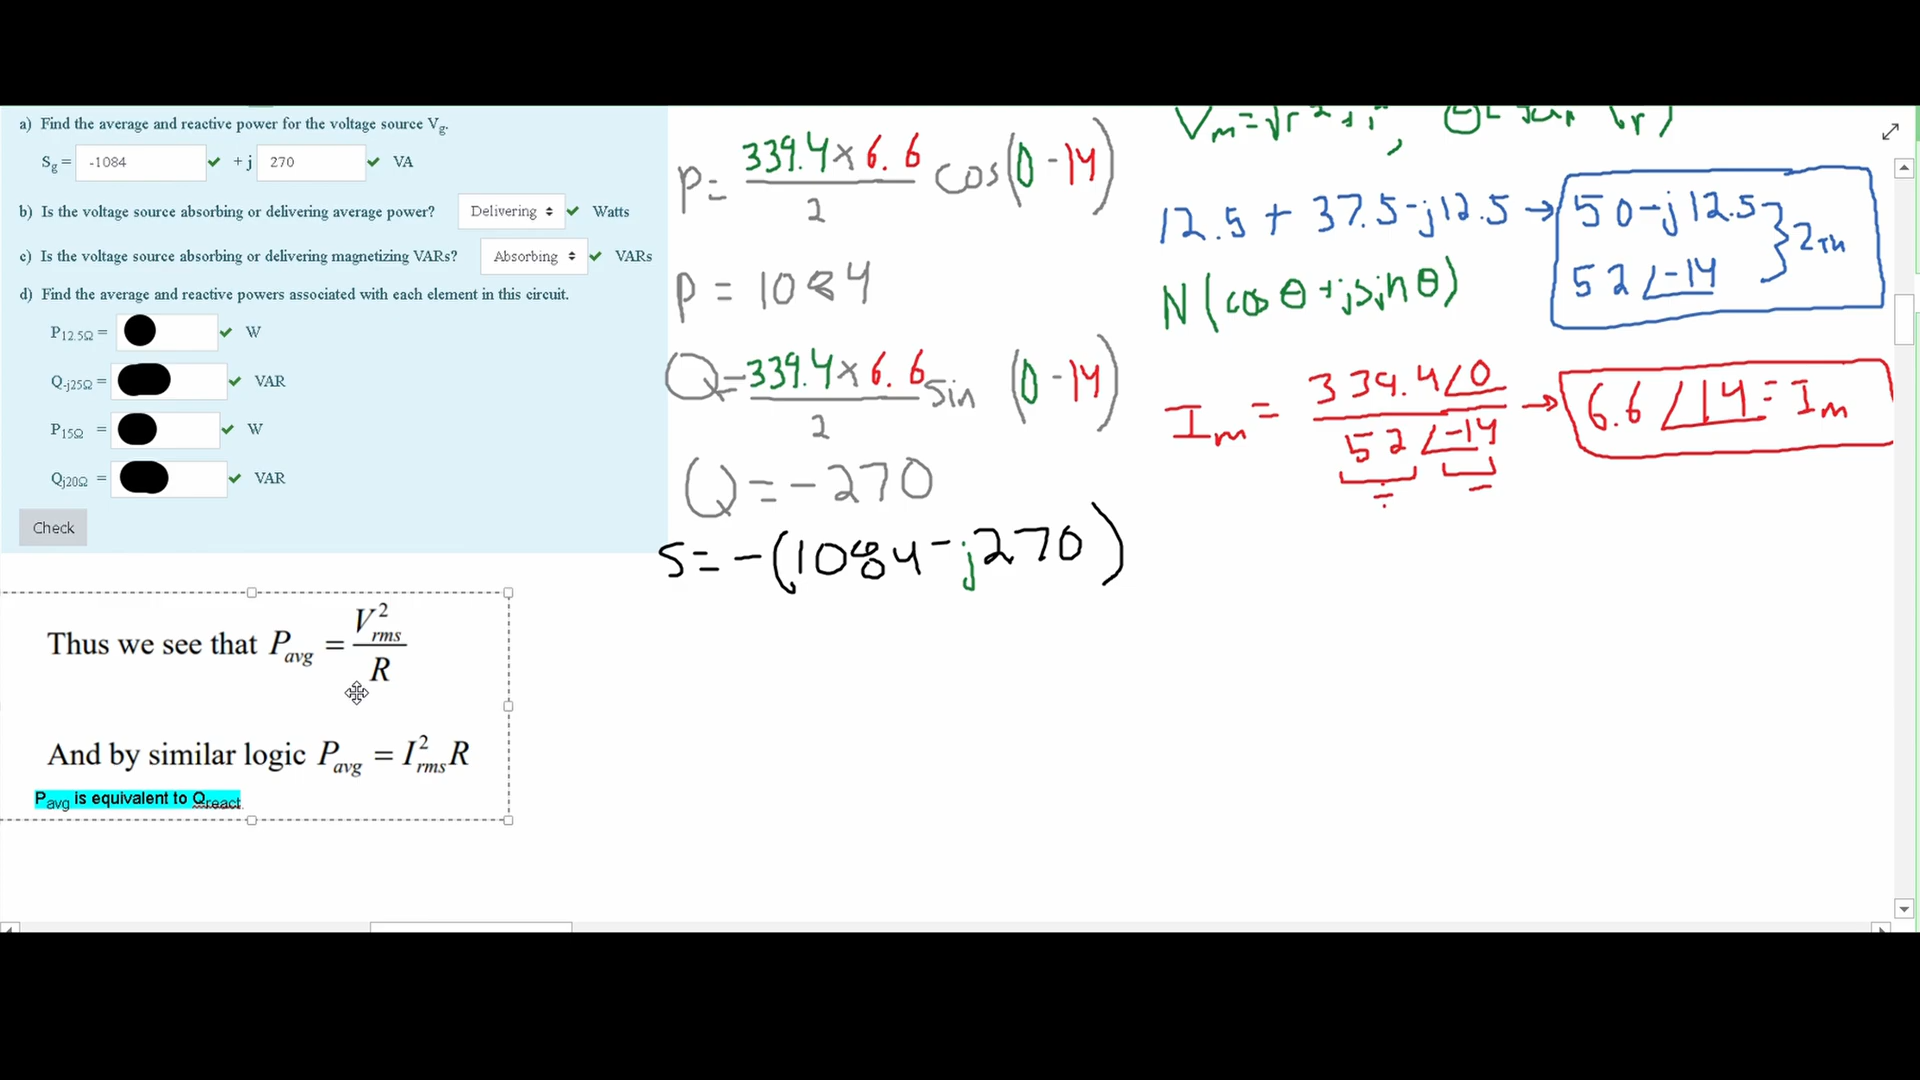 a) Find the average and reactive power for the voltage source Vg.
Sg = -1084 + j 270 VA
b) Is the voltage source absorbing or delivering average power? Delivering Watts
c) Is the voltage source absorbing or delivering magnetizing VARs? Absorbing VARs
d) Find the average and reactive powers associated with each element in this circuit.
P12.5Ω = W
Q-j25Ω = VAR
P15Ω = W
Qj20Ω = VAR
Check
Thus we see that Pavg = V²rms / R
And by similar logic Pavg = I²rms R
Pavg is equivalent to Qreact.
P = 339.4 × 6.6 / 2 cos(0 - 14)
P = 1084
Q = 339.4 × 6.6 / 2 sin (0 - 14)
Q = -270
S = -(1084 - j270)
12.5 + 37.5 - j12.5 → 50 - j12.5
52∠-14
N(cos θ + jsin θ)
Im = 339.4∠0 / 52∠-14 → 6.6∠14 = Im
÷ -